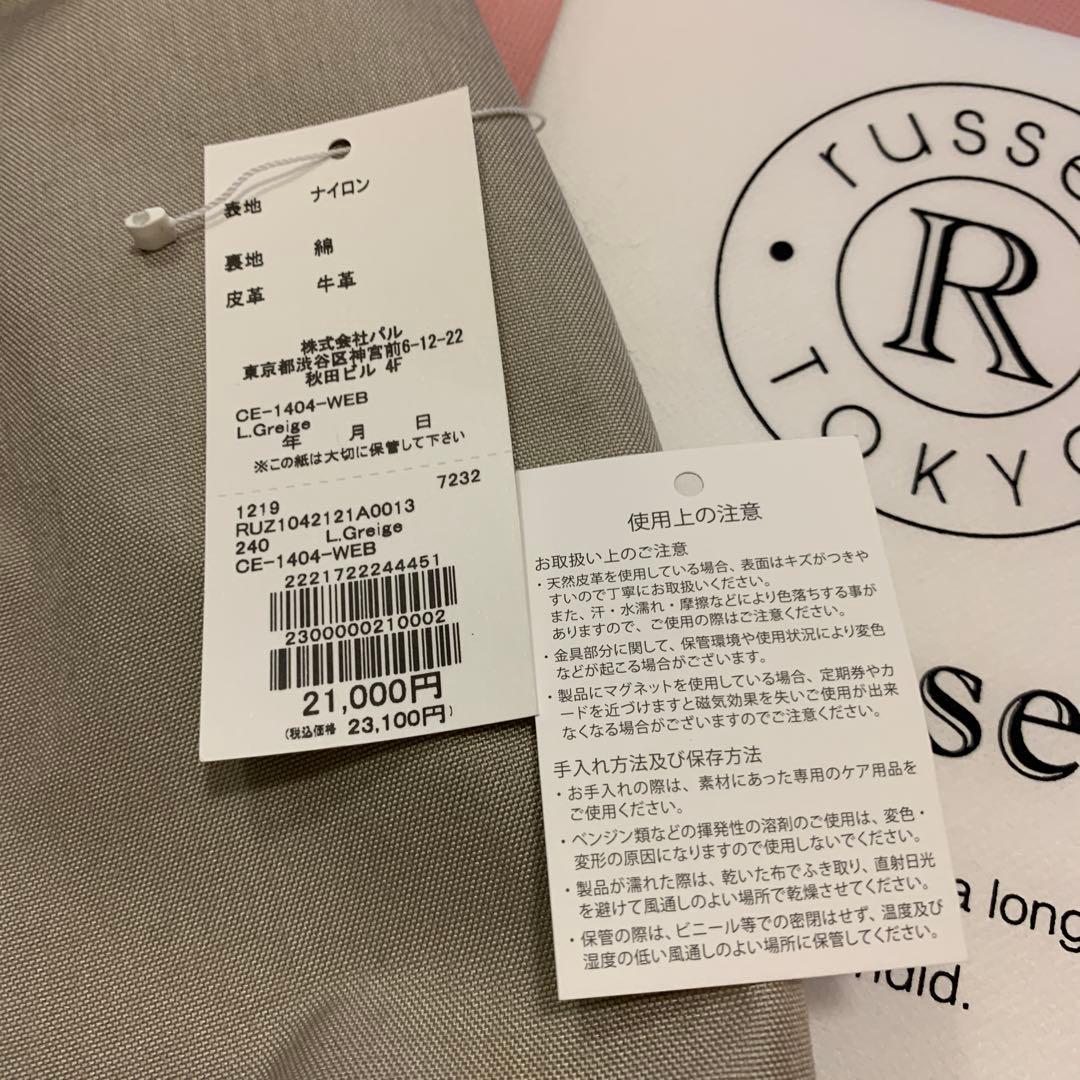 表地 ナイロン
裏地 綿
皮革 牛革
株式会社パル
東京都渋谷区神宮前6-12-22
秋田ビル 4F
CE-1404-WEB
L.Greige
年 月 日
※この紙は大切に保管して下さい
1219 7232
RUZ1042121A0013
240 L.Greige
CE-1404-WEB
2221722244451
2300000210002
21,000円
(税込価格 23,100円)
使用上の注意
お取扱い上のご注意
・天然皮革を使用している場合、表面はキズがつきや
すいので丁寧にお取扱いください。
また、汗・水濡れ・摩擦などにより色落ちする事が
ありますので、ご使用の際はご注意ください。
・金具部分に関して、保管環境や使用状況により変色
などが起こる場合がございます。
・製品にマグネットを使用している場合、定期券やカ
ードを近づけますと磁気効果を失いご使用が出来
なくなる場合がございますのでご注意ください。
手入れ方法及び保存方法
・お手入れの際は、素材にあった専用のケア用品を
ご使用ください。
・ベンジン類などの揮発性の溶剤のご使用は、変色・
変形の原因になりますので使用しないでください。
・製品が濡れた際は、乾いた布でふき取り、直射日光
を避けて風通しのよい場所で乾燥させてください。
・保管の際は、ビニール等での密閉はせず、温度及び
湿度の低い風通しのよい場所に保管してください。
russe
R
TOKYO
se
a long